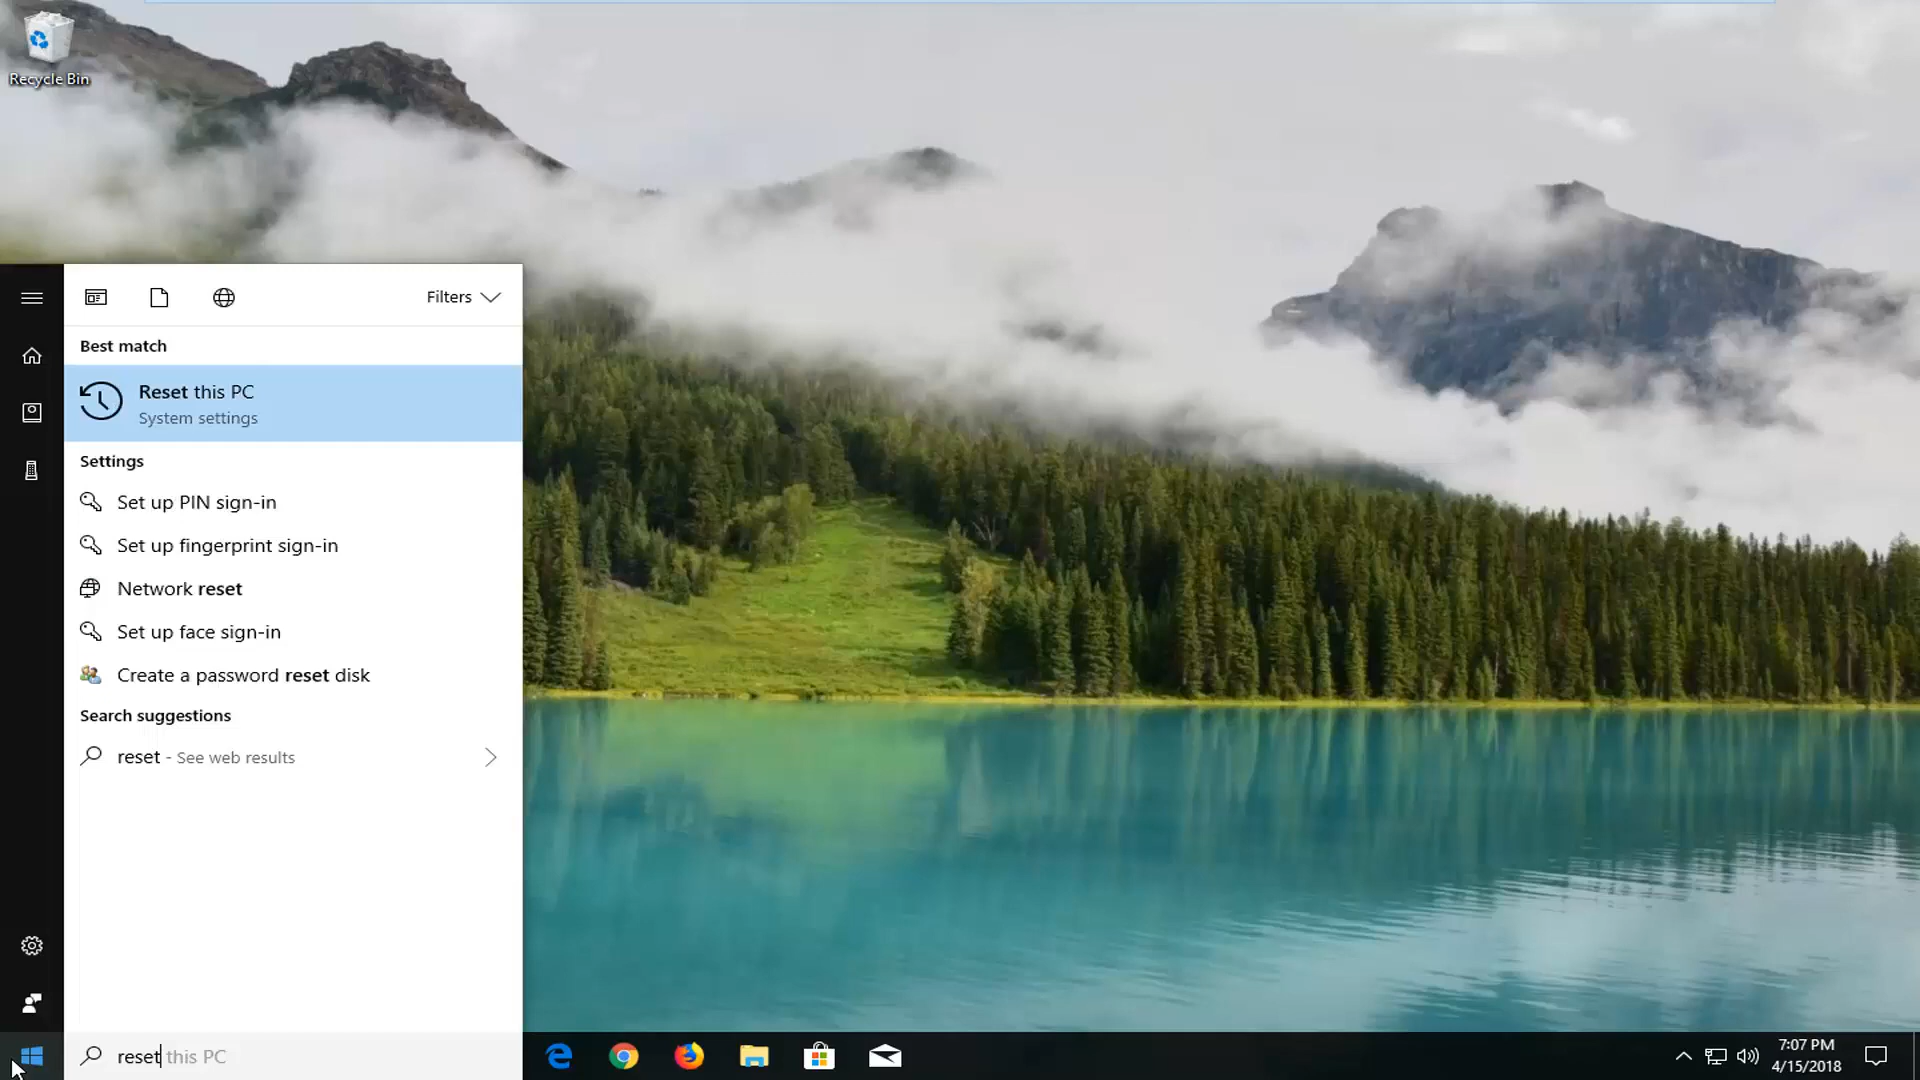 Recycle Bin
Filters
Best match
Reset this PC
System settings
Settings
Set up PIN sign-in
Set up fingerprint sign-in
Network reset
Set up face sign-in
Create a password reset disk
Search suggestions
reset - See web results
reset this PC
7:07 PM
4/15/2018